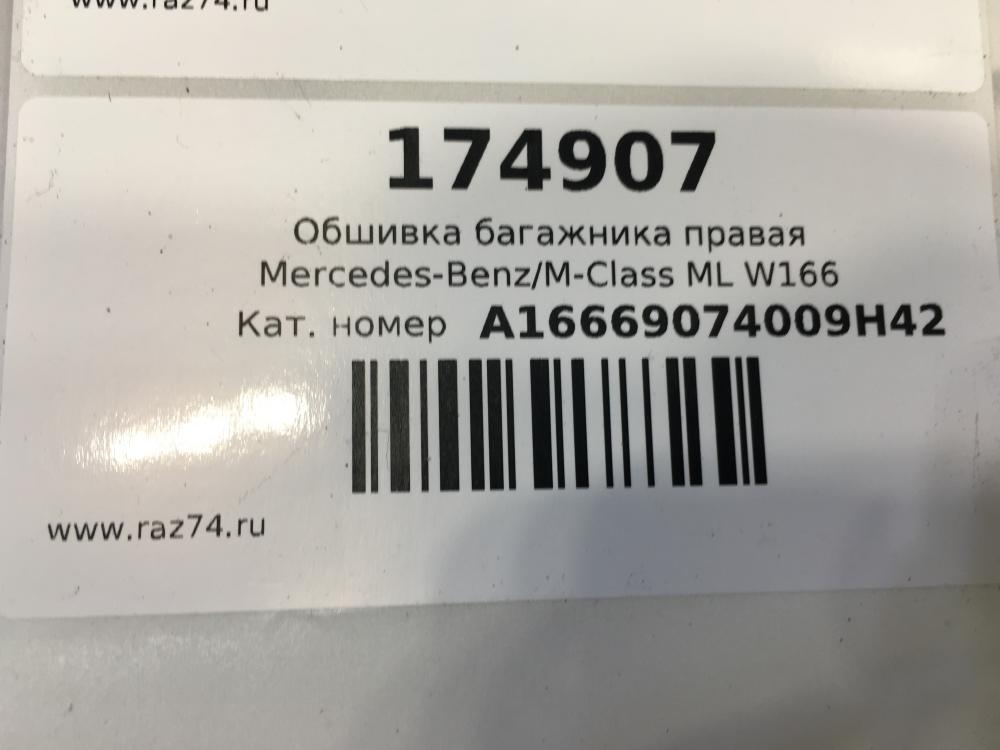 www.raz74.ru
174907
Обшивка багажника правая
Mercedes-Benz/M-Class ML W166
Кат. номер A16669074009H42
www.raz74.ru